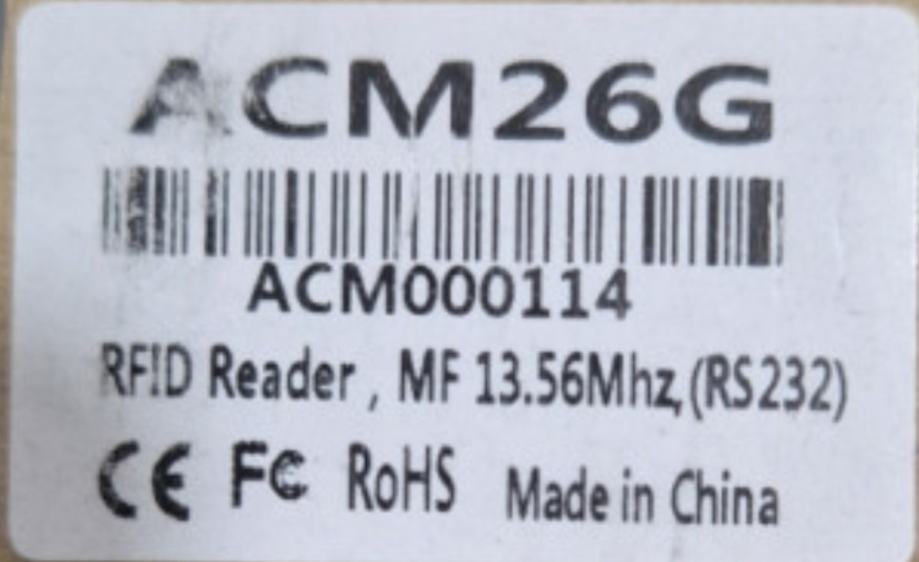 ACM26G
ACM000114
RFID Reader , MF 13.56Mhz,(RS232)
CE FC RoHS Made in China